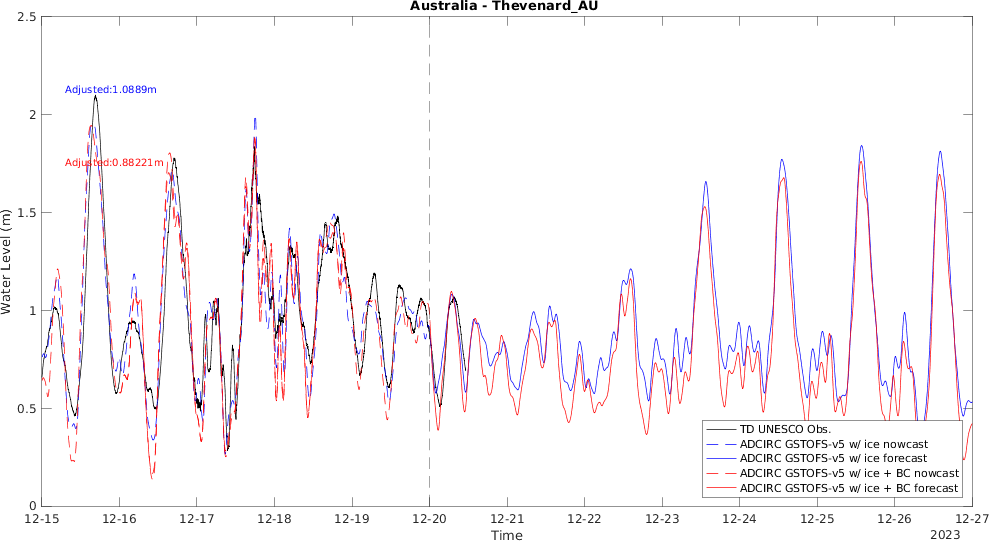 Australia - Thevenard_AU
2.5
2
1.5
1
0.5
0
Water Level (m)
Adjusted:1.0889m
Adjusted:0.88221m
TD UNESCO Obs.
ADCIRC GSTOFS-v5 w/ ice nowcast
ADCIRC GSTOFS-v5 w/ ice forecast
ADCIRC GSTOFS-v5 w/ ice + BC nowcast
ADCIRC GSTOFS-v5 w/ ice + BC forecast
12-15 12-16 12-17 12-18 12-19 12-20 12-21 12-22 12-23 12-24 12-25 12-26 12-27
Time
2023